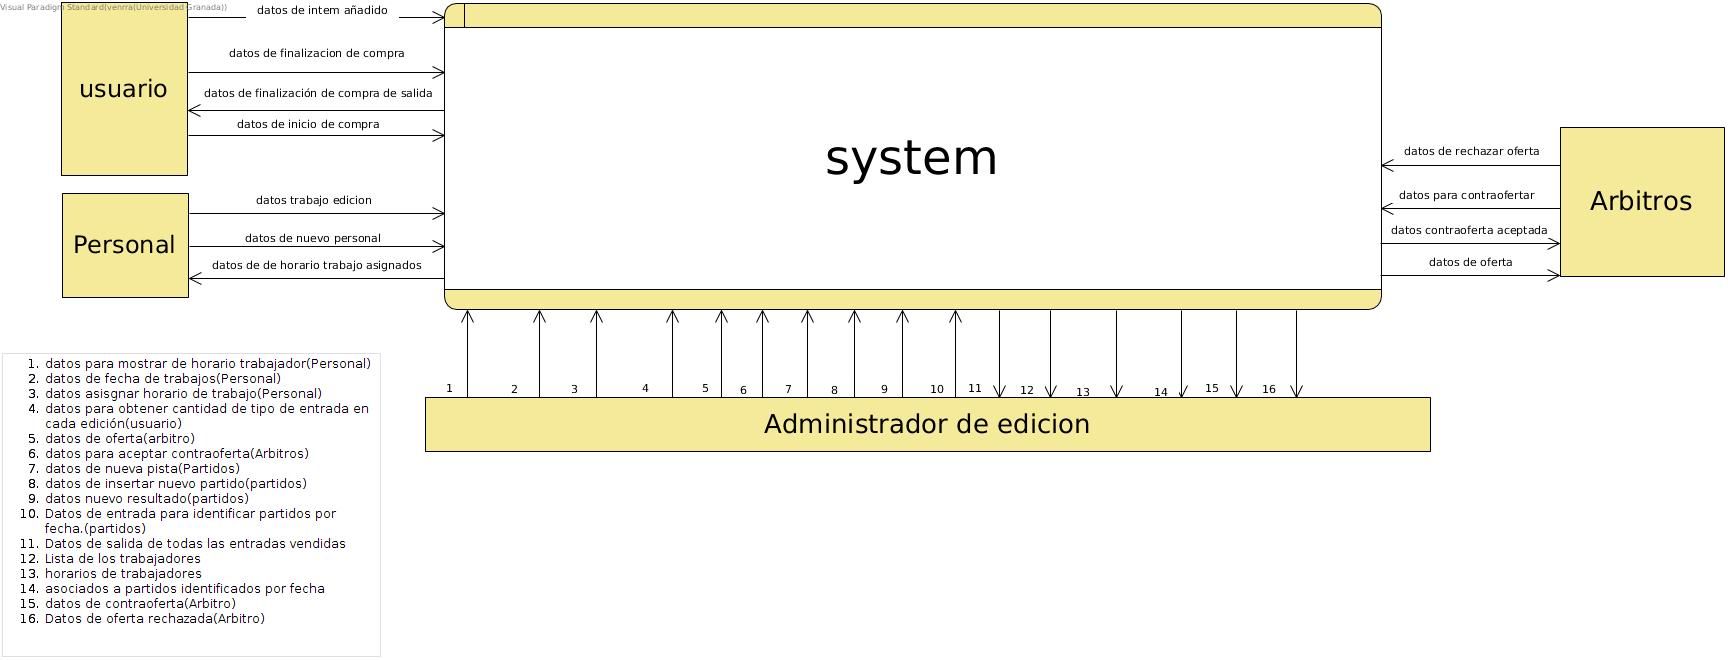 Visual Paradigm Standard(venrra(Universidad Granada))
datos de intem añadido
datos de finalizacion de compra
usuario
datos de finalización de compra de salida
datos de inicio de compra
system
datos de rechazar oferta
datos para contraofertar
Arbitros
datos contraoferta aceptada
datos de oferta
datos trabajo edicion
Personal
datos de nuevo personal
datos de de horario trabajo asignados
1 2 3 4 5 6 7 8 9 10 11 12 13 14 15 16
Administrador de edicion
1. datos para mostrar de horario trabajador(Personal)
2. datos de fecha de trabajos(Personal)
3. datos asisgnar horario de trabajo(Personal)
4. datos para obtener cantidad de tipo de entrada en
cada edición(usuario)
5. datos de oferta(arbitro)
6. datos para aceptar contraoferta(Arbitros)
7. datos de nueva pista(Partidos)
8. datos de insertar nuevo partido(partidos)
9. datos nuevo resultado(partidos)
10. Datos de entrada para identificar partidos por
fecha.(partidos)
11. Datos de salida de todas las entradas vendidas
12. Lista de los trabajadores
13. horarios de trabajadores
14. asociados a partidos identificados por fecha
15. datos de contraoferta(Arbitro)
16. Datos de oferta rechazada(Arbitro)